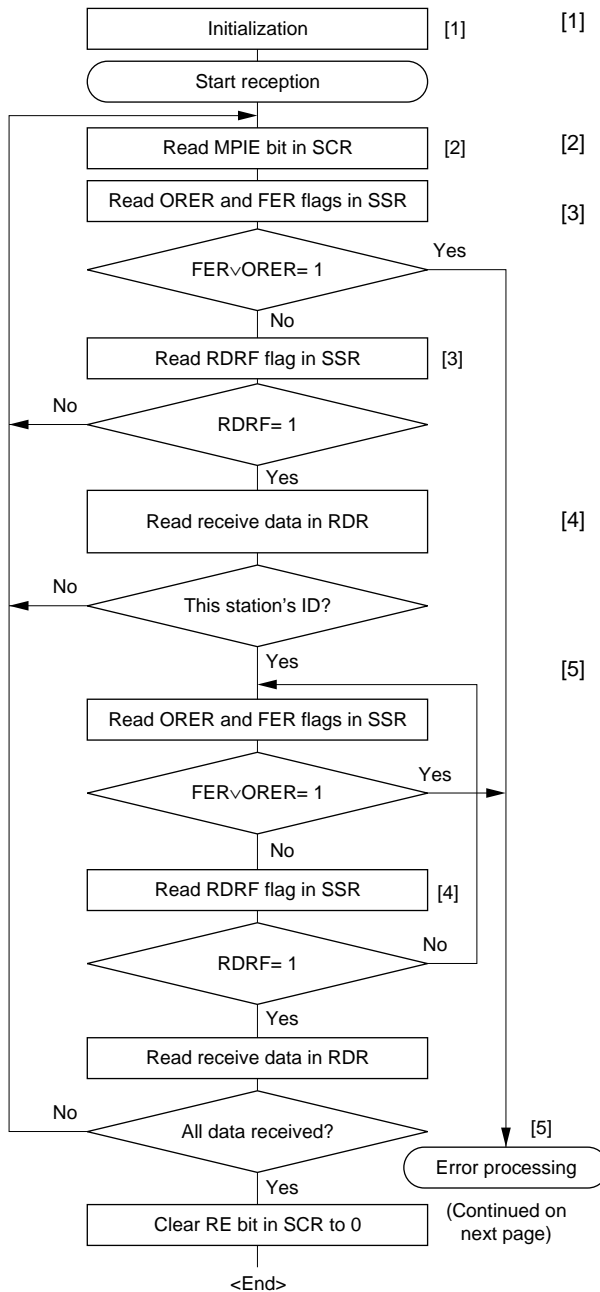 Initialization [1] [1]
Start reception
Read MPIE bit in SCR [2] [2]
Read ORER and FER flags in SSR [3]
Yes
FER∨ORER= 1
No
Read RDRF flag in SSR [3]
No
RDRF= 1
Yes
Read receive data in RDR [4]
No
This station's ID?
Yes
[5]
Read ORER and FER flags in SSR
Yes
FER∨ORER= 1
No
Read RDRF flag in SSR [4]
No
RDRF= 1
Yes
Read receive data in RDR
No
All data received? [5]
Error processing
Yes
(Continued on
next page)
Clear RE bit in SCR to 0
<End>